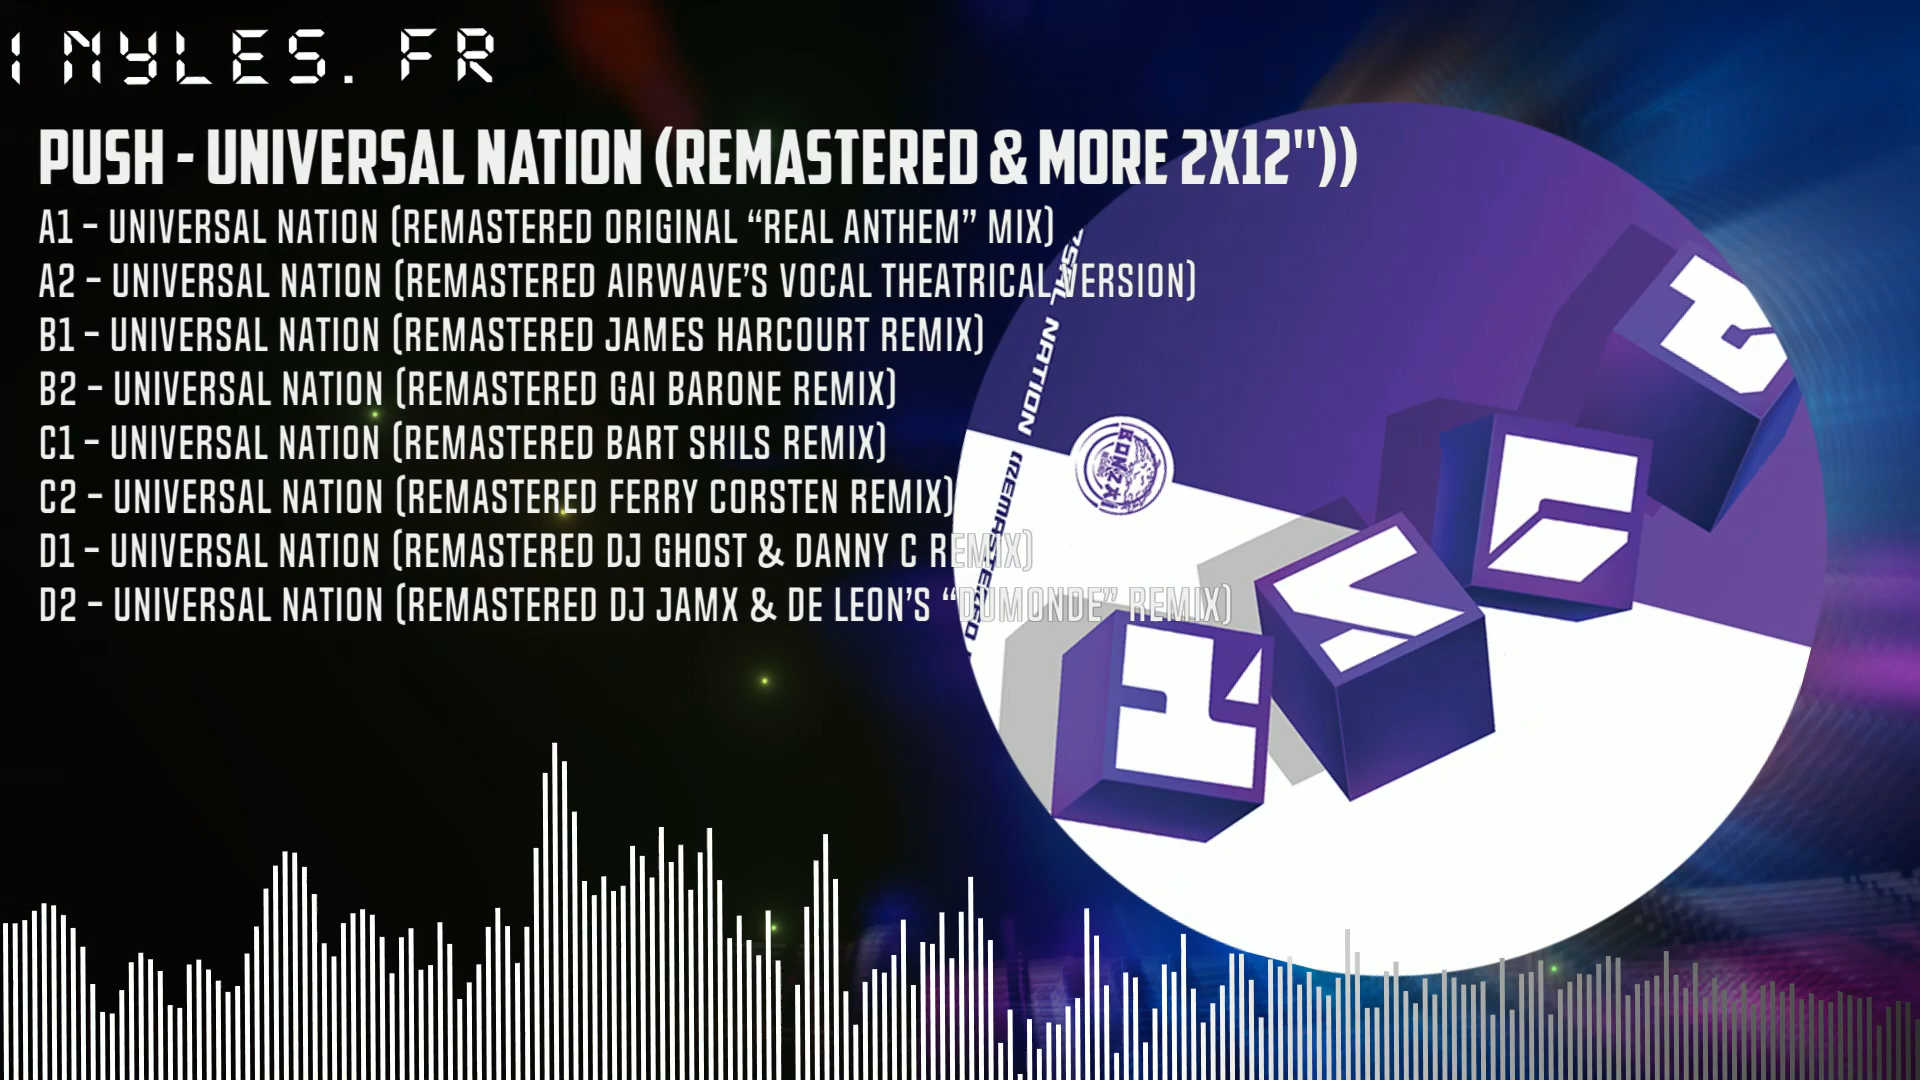 I NYLES. FR
PUSH - UNIVERSAL NATION (REMASTERED & MORE 2X12"))
A1 – UNIVERSAL NATION (REMASTERED ORIGINAL “REAL ANTHEM” MIX)
A2 – UNIVERSAL NATION (REMASTERED AIRWAVE’S VOCAL THEATRICAL VERSION)
B1 – UNIVERSAL NATION (REMASTERED JAMES HARCOURT REMIX)
B2 – UNIVERSAL NATION (REMASTERED GAI BARONE REMIX)
C1 – UNIVERSAL NATION (REMASTERED BART SKILS REMIX)
C2 – UNIVERSAL NATION (REMASTERED FERRY CORSTEN REMIX)
D1 – UNIVERSAL NATION (REMASTERED DJ GHOST & DANNY C REMIX)
D2 – UNIVERSAL NATION (REMASTERED DJ JAMX & DE LEON’S “DUMONDE” REMIX)
NATION (REMASTERED
BONZAI